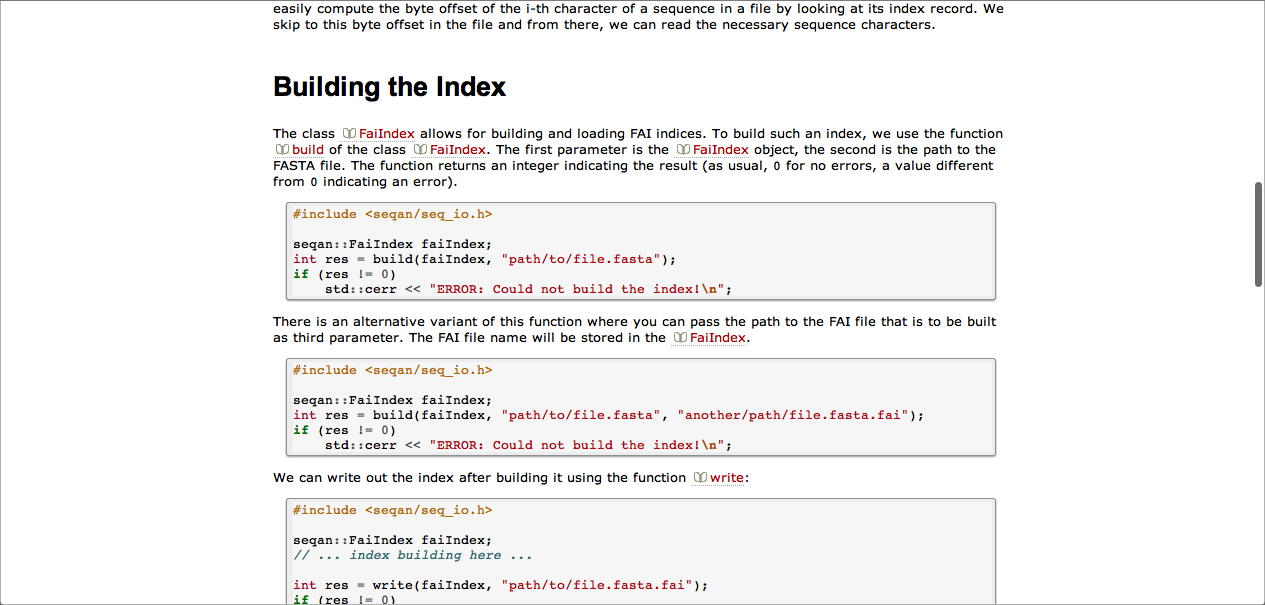 easily compute the byte offset of the i-th character of a sequence in a file by looking at its index record. We
skip to this byte offset in the file and from there, we can read the necessary sequence characters.
Building the Index
The class FaiIndex allows for building and loading FAI indices. To build such an index, we use the function
build of the class FaiIndex. The first parameter is the FaiIndex object, the second is the path to the
FASTA file. The function returns an integer indicating the result (as usual, 0 for no errors, a value different
from 0 indicating an error).
#include <seqan/seq_io.h>
seqan::FaiIndex faiIndex;
int res = build(faiIndex, "path/to/file.fasta");
if (res != 0)
    std::cerr << "ERROR: Could not build the index!\n";
There is an alternative variant of this function where you can pass the path to the FAI file that is to be built
as third parameter. The FAI file name will be stored in the FaiIndex.
#include <seqan/seq_io.h>
seqan::FaiIndex faiIndex;
int res = build(faiIndex, "path/to/file.fasta", "another/path/file.fasta.fai");
if (res != 0)
    std::cerr << "ERROR: Could not build the index!\n";
We can write out the index after building it using the function write:
#include <seqan/seq_io.h>
seqan::FaiIndex faiIndex;
// ... index building here ...
int res = write(faiIndex, "path/to/file.fasta.fai");
if (res != 0)